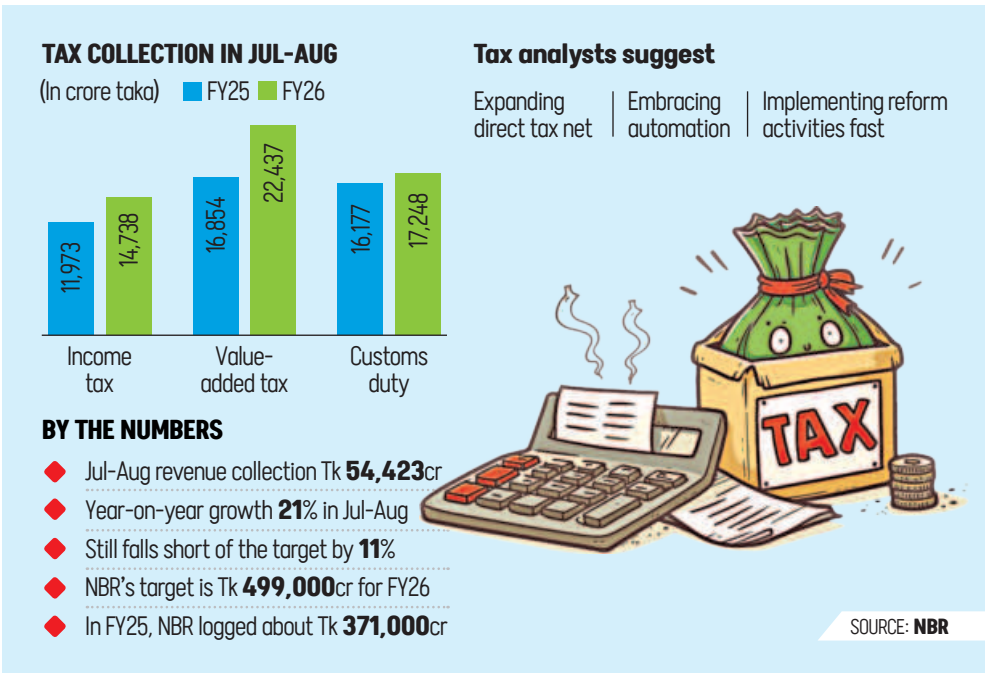 TAX COLLECTION IN JUL-AUG
(In crore taka) FY25 FY26
11,973
14,738
16,854
22,437
16,177
17,248
Income
tax
Value-
added tax
Customs
duty
BY THE NUMBERS
Jul-Aug revenue collection Tk 54,423cr
Year-on-year growth 21% in Jul-Aug
Still falls short of the target by 11%
NBR's target is Tk 499,000cr for FY26
In FY25, NBR logged about Tk 371,000cr
Tax analysts suggest
Expanding
direct tax net
Embracing
automation
Implementing reform
activities fast
TAX
SOURCE: NBR